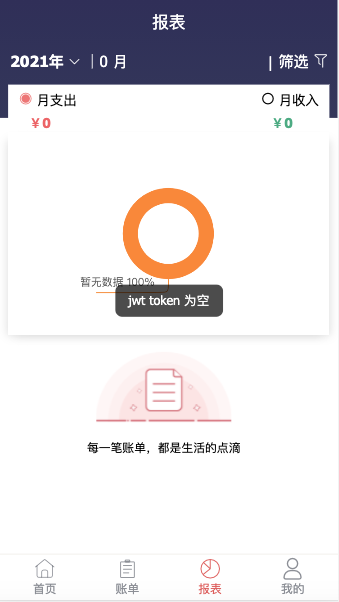 报表
2021年 | 0 月 | 筛选
月支出 月收入
￥0 ￥0
暂无数据 100%
jwt token 为空
每一笔账单，都是生活的点滴
首页 账单 报表 我的